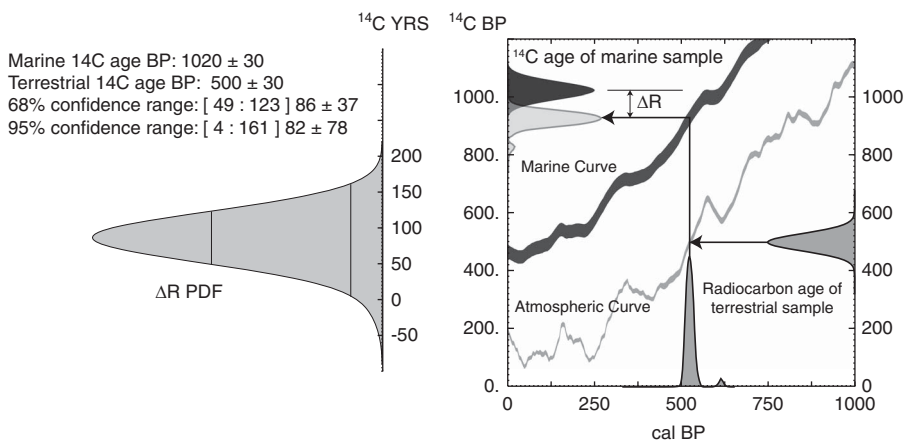 ¹⁴C YRS
Marine 14C age BP: 1020 ± 30
Terrestrial 14C age BP: 500 ± 30
68% confidence range: [ 49 : 123 ] 86 ± 37
95% confidence range: [ 4 : 161 ] 82 ± 78
200
150
100
50
0
-50
ΔR PDF
¹⁴C BP
¹⁴C age of marine sample
ΔR
Marine Curve
Atmospheric Curve
Radiocarbon age of
terrestrial sample
1000.
800.
600.
400.
200.
0.
1000
800
600
400
200
0
0 250 500 750 1000
cal BP